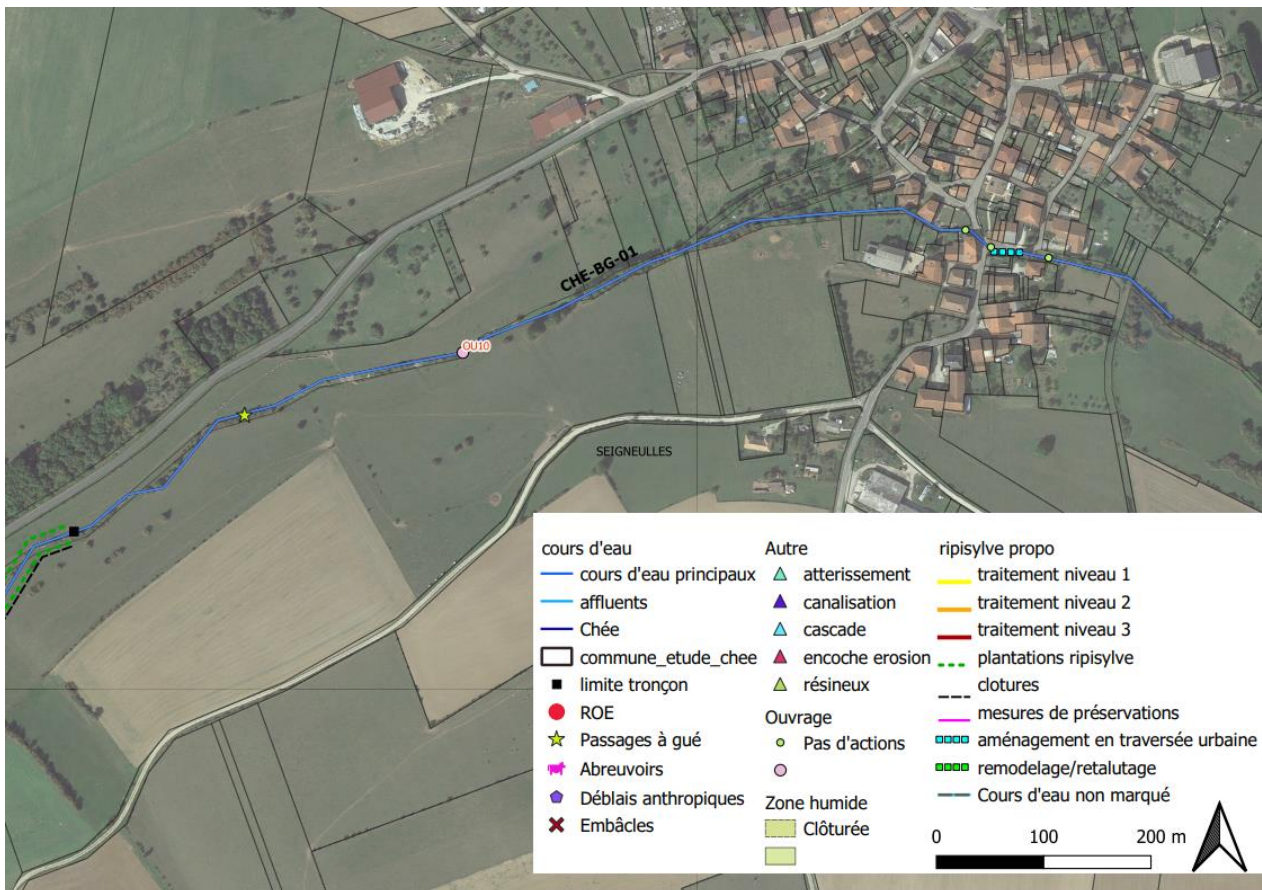 CHE-BG-01
OU10
SEIGNEULLES
cours d'eau
cours d'eau principaux
affluents
Chée
commune_etude_chee
limite tronçon
ROE
Passages à gué
Abreuvoirs
Déblais anthropiques
Embâcles
Autre
atterissement
canalisation
cascade
encoche erosion
résineux
Ouvrage
Pas d'actions
Zone humide
Clôturée
ripisylve propo
traitement niveau 1
traitement niveau 2
traitement niveau 3
plantations ripisylve
clotures
mesures de préservations
aménagement en traversée urbaine
remodelage/retalutage
Cours d'eau non marqué
0 100 200 m